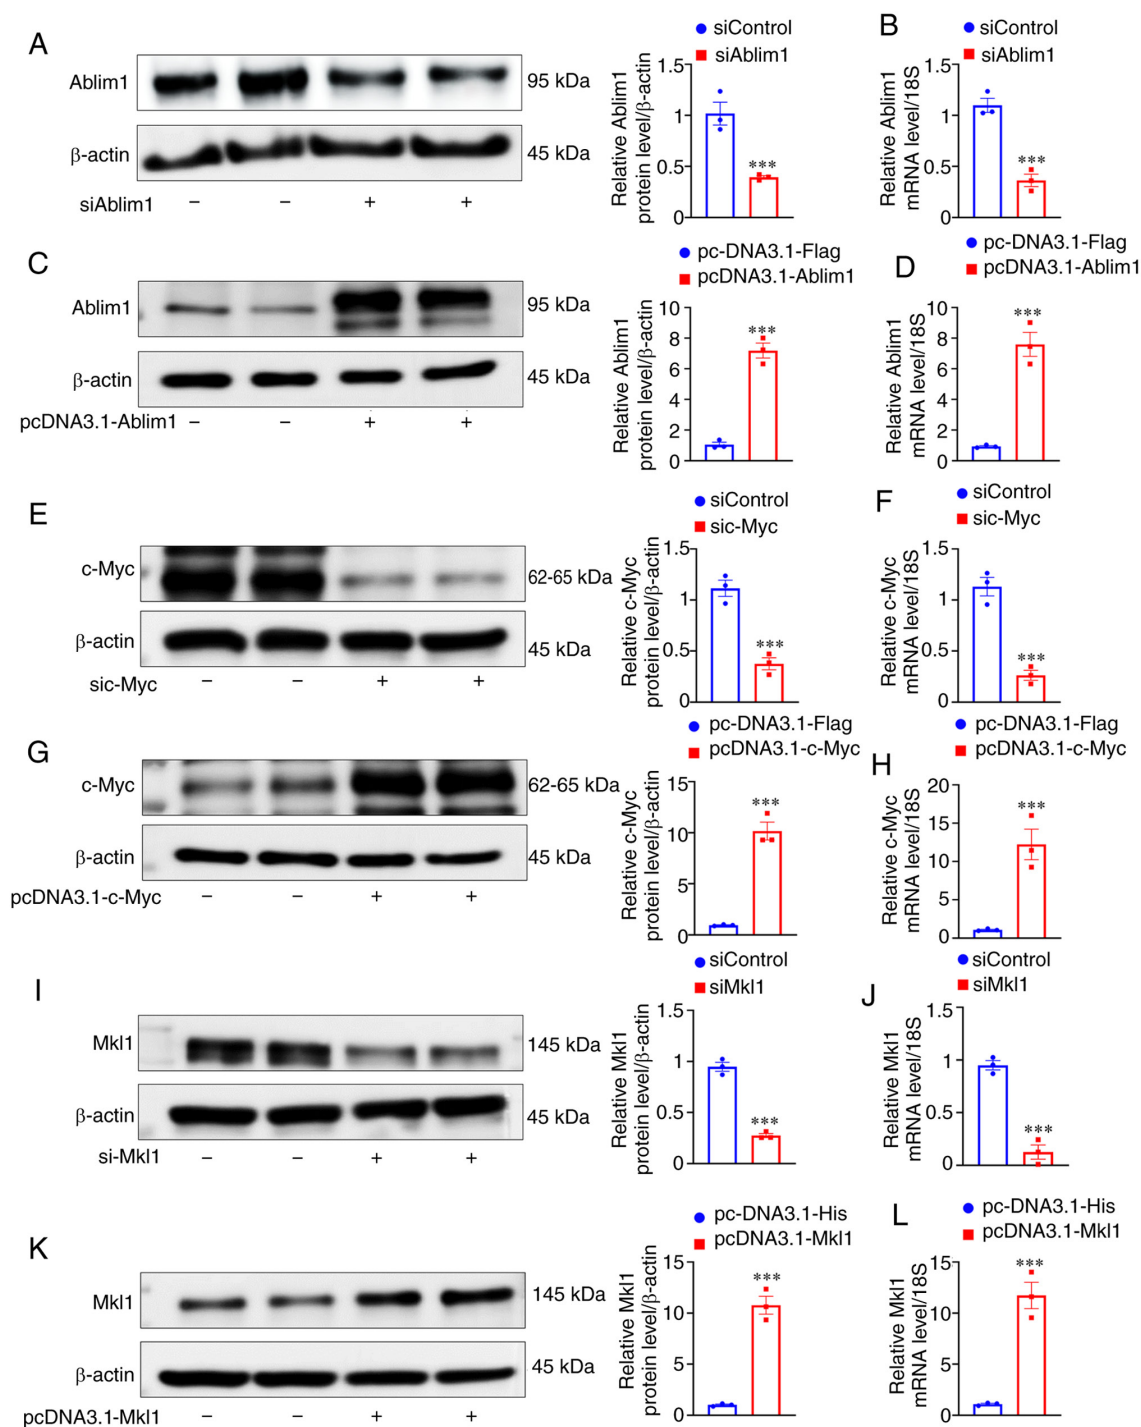 A
Ablim1
95 kDa
β-actin
45 kDa
siAblim1
– – + +
siControl
siAblim1
Relative Ablim1
protein level/β-actin
1.5
1
0.5
0
***
B
siControl
siAblim1
Relative Ablim1
mRNA level/18S
1.5
1
0.5
0
***
C
Ablim1
95 kDa
β-actin
45 kDa
pcDNA3.1-Ablim1
– – + +
pc-DNA3.1-Flag
pcDNA3.1-Ablim1
Relative Ablim1
protein level/β-actin
10
8
6
4
2
0
***
D
pc-DNA3.1-Flag
pcDNA3.1-Ablim1
Relative Ablim1
mRNA level/18S
10
8
6
4
2
0
***
E
c-Myc
62-65 kDa
β-actin
45 kDa
sic-Myc
– – + +
siControl
sic-Myc
Relative c-Myc
protein level/β-actin
1.5
1
0.5
0
***
F
siControl
sic-Myc
Relative c-Myc
mRNA level/18S
1.5
1
0.5
0
***
G
c-Myc
62-65 kDa
β-actin
45 kDa
pcDNA3.1-c-Myc
– – + +
pc-DNA3.1-Flag
pcDNA3.1-c-Myc
Relative c-Myc
protein level/β-actin
15
10
5
0
***
H
pc-DNA3.1-Flag
pcDNA3.1-c-Myc
Relative c-Myc
mRNA level/18S
20
15
10
5
0
***
I
Mkl1
145 kDa
β-actin
45 kDa
si-Mkl1
– – + +
siControl
siMkl1
Relative Mkl1
protein level/β-actin
1.5
1
0.5
0
***
J
siControl
siMkl1
Relative Mkl1
mRNA level/18S
1.5
1
0.5
0
***
K
Mkl1
145 kDa
β-actin
45 kDa
pcDNA3.1-Mkl1
– – + +
pc-DNA3.1-His
pcDNA3.1-Mkl1
Relative Mkl1
protein level/β-actin
15
10
5
0
***
L
pc-DNA3.1-His
pcDNA3.1-Mkl1
Relative Mkl1
mRNA level/18S
15
10
5
0
***